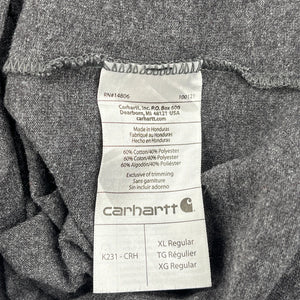 RN#14806
Carhartt, Inc. P.O. Box 600
Dearborn, MI 48121 USA
carhartt.com
Made in Honduras
Fabriqué au Honduras
Hecho en Honduras
60% Cotton/40% Polyester
60% Coton/40% Polyester
60% Algodon/40% Poliéster
Exclusive of trimming
Sans garniture
Sin incluir adorno
carhartt
K231 - CRH
XL Regular
TG Régulier
XG Regular